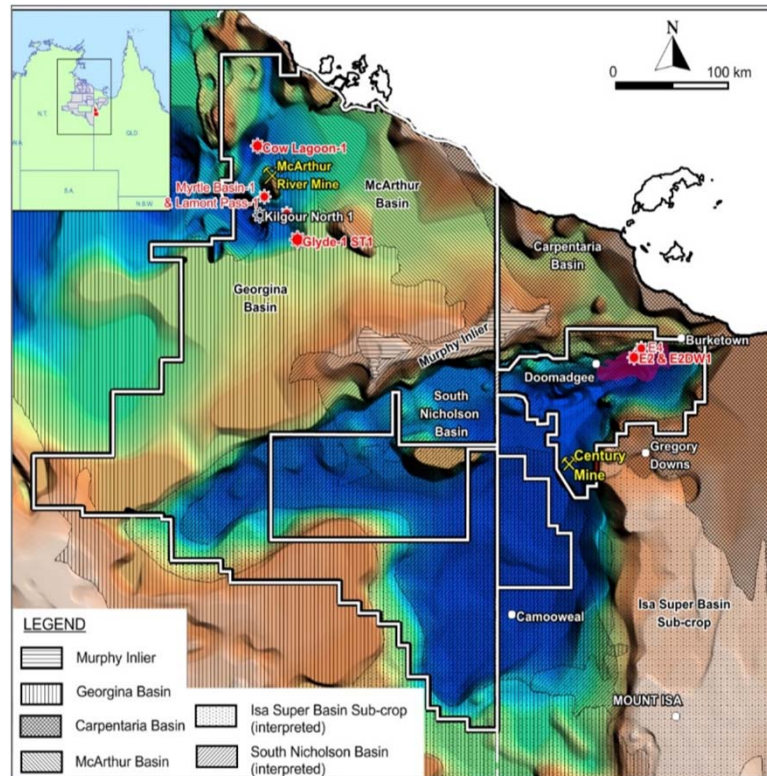 N.T.
QLD.
W.A.
S.A.
N.S.W.
N
0 100 km
Cow Lagoon-1
McArthur
River Mine
Myrtle Basin-1
& Lamont Pass-1
Kilgour North 1
Glyde-1 ST1
McArthur
Basin
Carpentaria
Basin
Georgina
Basin
Murphy Inlier
E4
E2 & E2DW1
Burketown
Doomadgee
South
Nicholson
Basin
Century
Mine
Gregory
Downs
Camooweal
Isa Super Basin
Sub-crop
MOUNT ISA
LEGEND
Murphy Inlier
Georgina Basin
Carpentaria Basin
McArthur Basin
Isa Super Basin Sub-crop
(interpreted)
South Nicholson Basin
(interpreted)